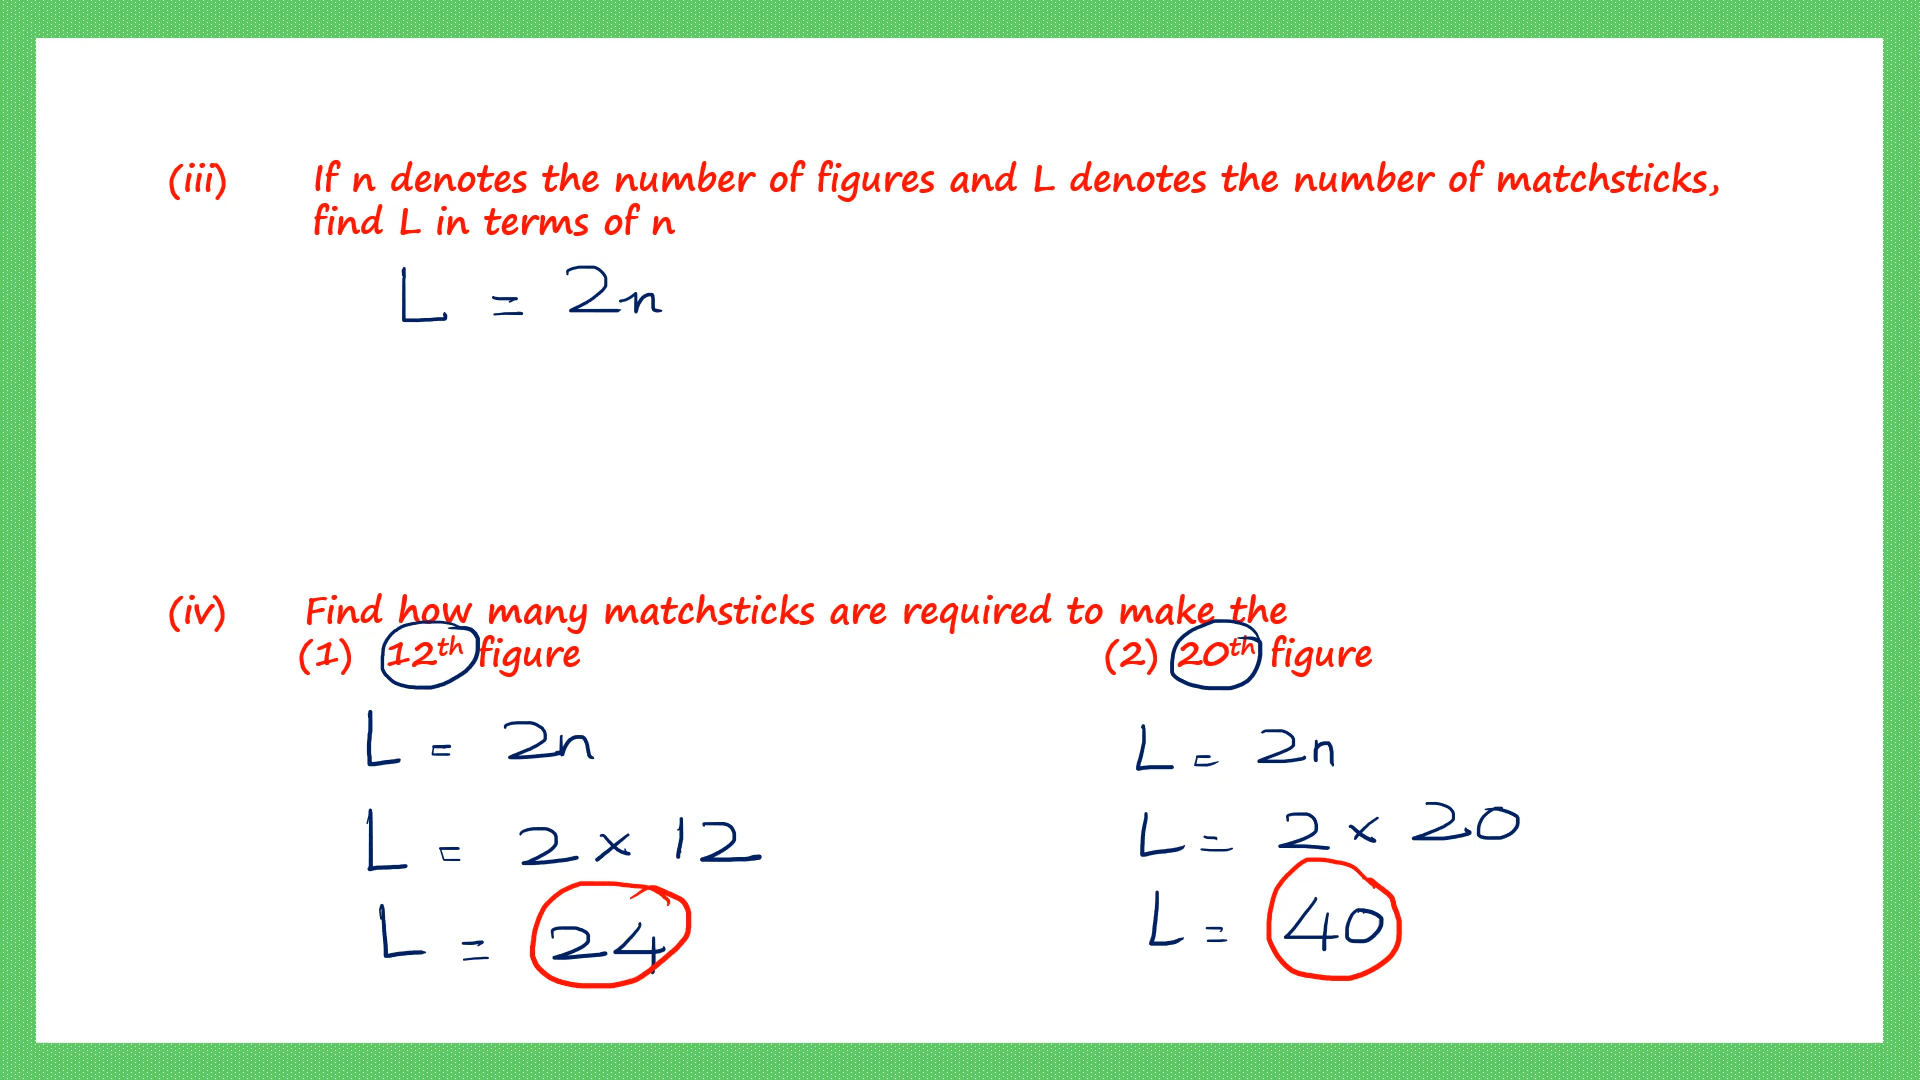 (iii) If n denotes the number of figures and L denotes the number of matchsticks,
find L in terms of n
L = 2n
(iv) Find how many matchsticks are required to make the
(1) 12th figure (2) 20th figure
L = 2n L = 2n
L = 2 × 12 L = 2 × 20
L = 24 L = 40